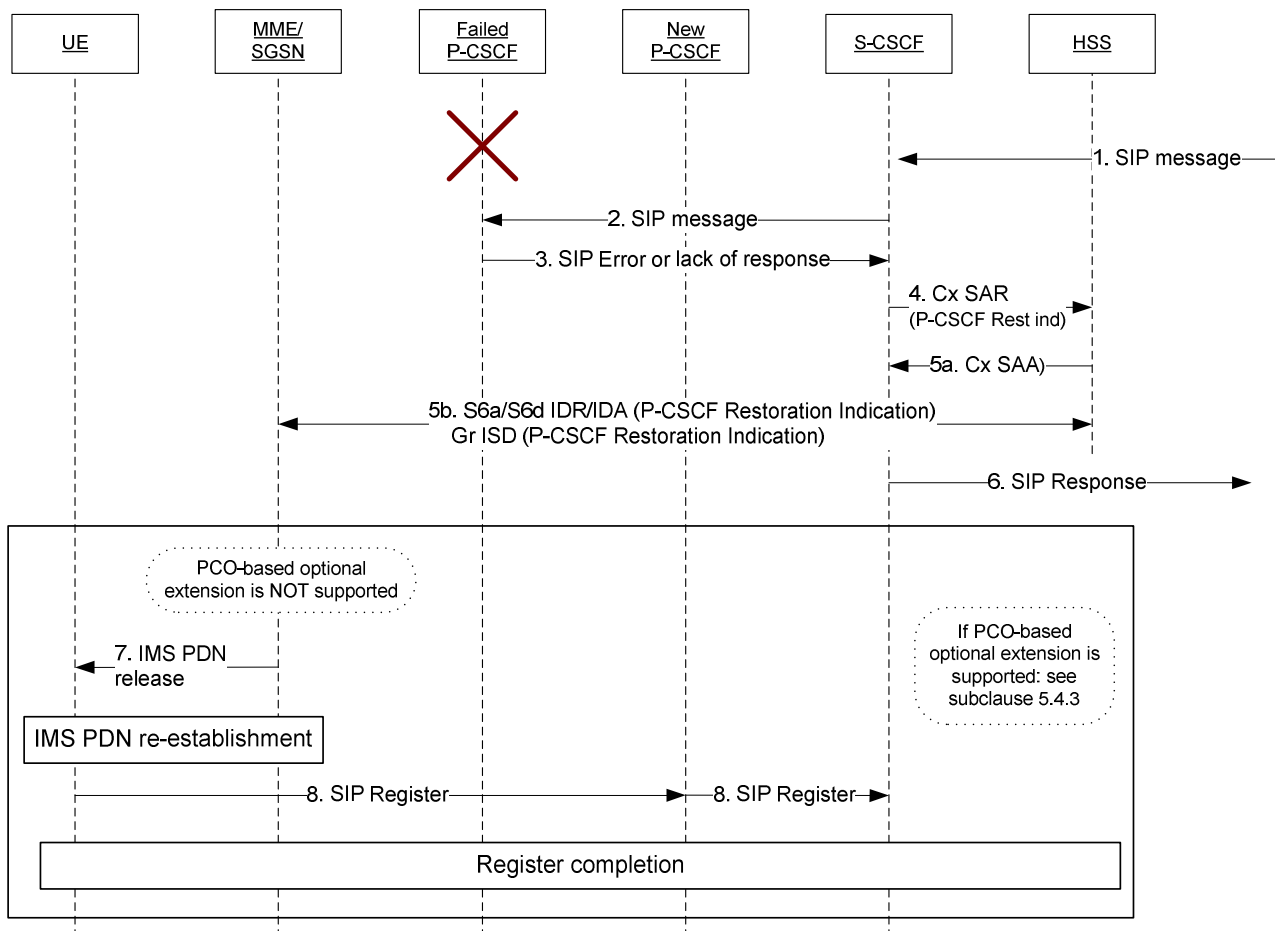 UE
MME/
SGSN
Failed
P-CSCF
New
P-CSCF
S-CSCF
HSS
1. SIP message
2. SIP message
3. SIP Error or lack of response
4. Cx SAR
(P-CSCF Rest ind)
5a. Cx SAA)
5b. S6a/S6d IDR/IDA (P-CSCF Restoration Indication)
Gr ISD (P-CSCF Restoration Indication)
6. SIP Response
PCO-based optional
extension is NOT supported
If PCO-based
optional extension is
supported: see
subclause 5.4.3
7. IMS PDN
release
IMS PDN re-establishment
8. SIP Register
8. SIP Register
Register completion